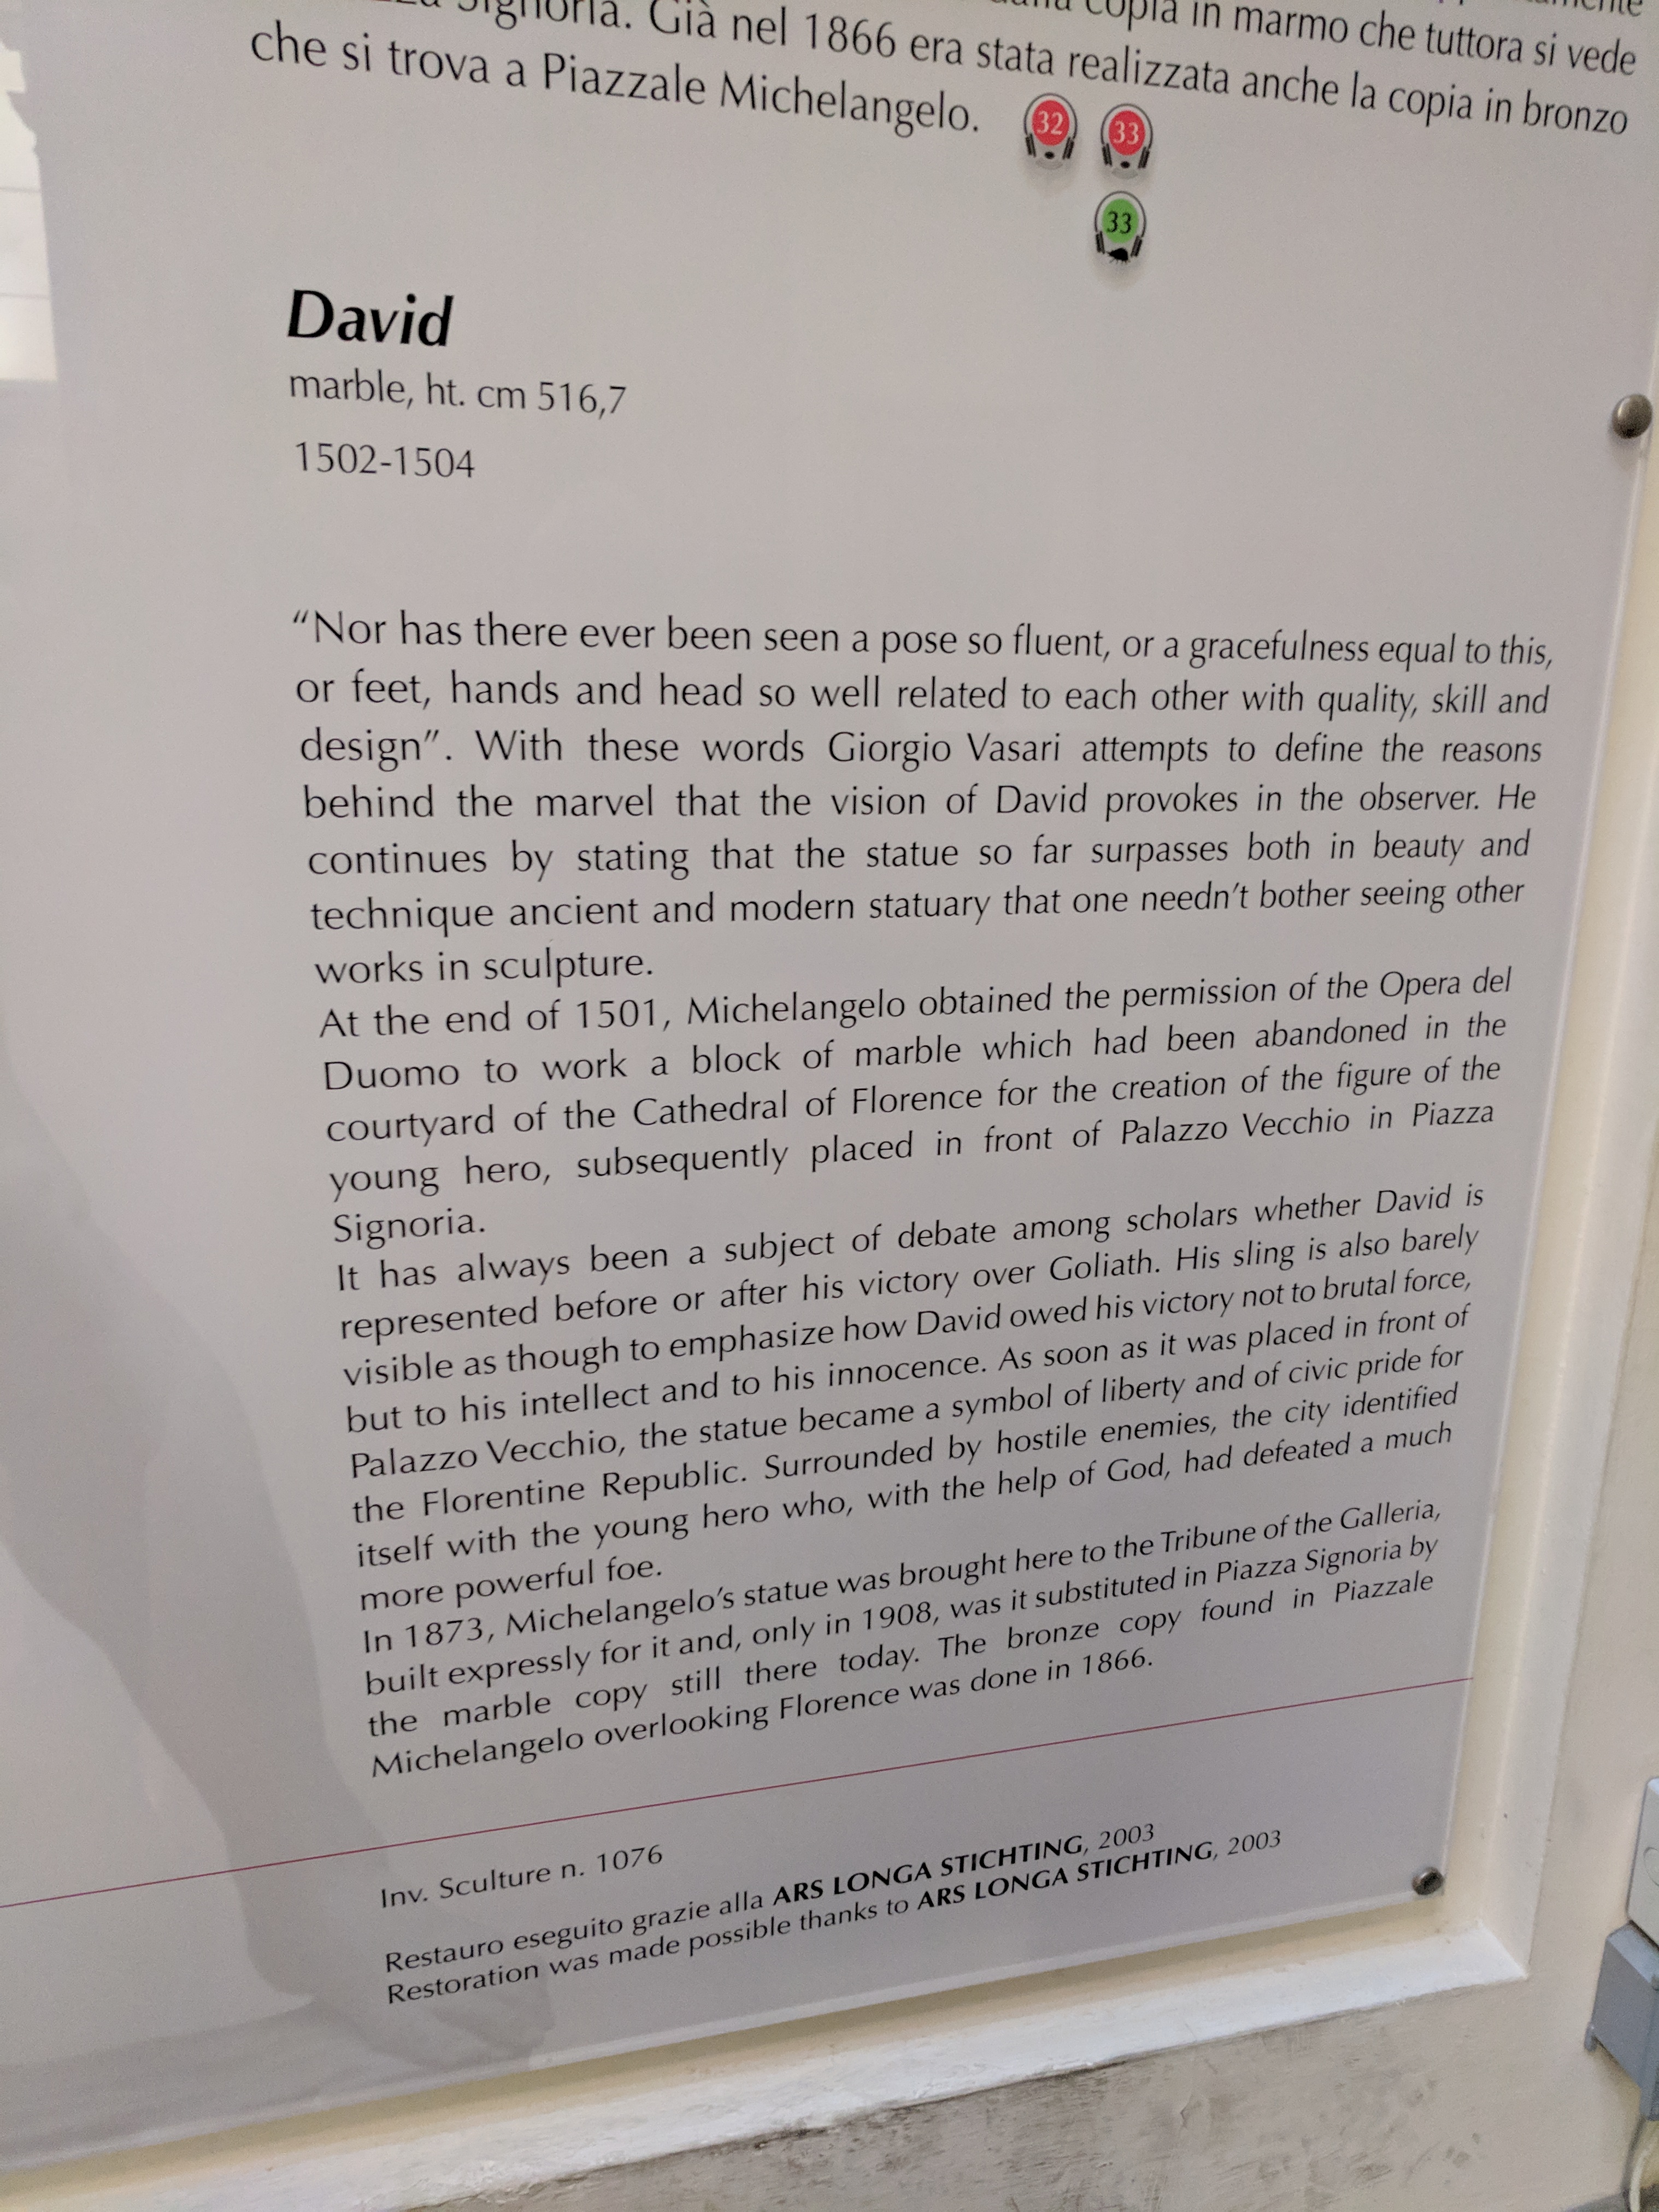 Signoria. Già nel 1866 era stata realizzata anche la copia in bronzo
copia in marmo che tuttora si vede
che si trova a Piazzale Michelangelo.
32 33
33
David
marble, ht. cm 516,7
1502-1504
“Nor has there ever been seen a pose so fluent, or a gracefulness equal to this,
or feet, hands and head so well related to each other with quality, skill and
design”. With these words Giorgio Vasari attempts to define the reasons
behind the marvel that the vision of David provokes in the observer. He
continues by stating that the statue so far surpasses both in beauty and
technique ancient and modern statuary that one needn’t bother seeing other
works in sculpture.
At the end of 1501, Michelangelo obtained the permission of the Opera del
Duomo to work a block of marble which had been abandoned in the
courtyard of the Cathedral of Florence for the creation of the figure of the
young hero, subsequently placed in front of Palazzo Vecchio in Piazza
Signoria.
It has always been a subject of debate among scholars whether David is
represented before or after his victory over Goliath. His sling is also barely
visible as though to emphasize how David owed his victory not to brutal force,
but to his intellect and to his innocence. As soon as it was placed in front of
Palazzo Vecchio, the statue became a symbol of liberty and of civic pride for
the Florentine Republic. Surrounded by hostile enemies, the city identified
itself with the young hero who, with the help of God, had defeated a much
more powerful foe.
In 1873, Michelangelo’s statue was brought here to the Tribune of the Galleria,
built expressly for it and, only in 1908, was it substituted in Piazza Signoria by
the marble copy still there today. The bronze copy found in Piazzale
Michelangelo overlooking Florence was done in 1866.
Inv. Sculture n. 1076
Restauro eseguito grazie alla ARS LONGA STICHTING, 2003
Restoration was made possible thanks to ARS LONGA STICHTING, 2003